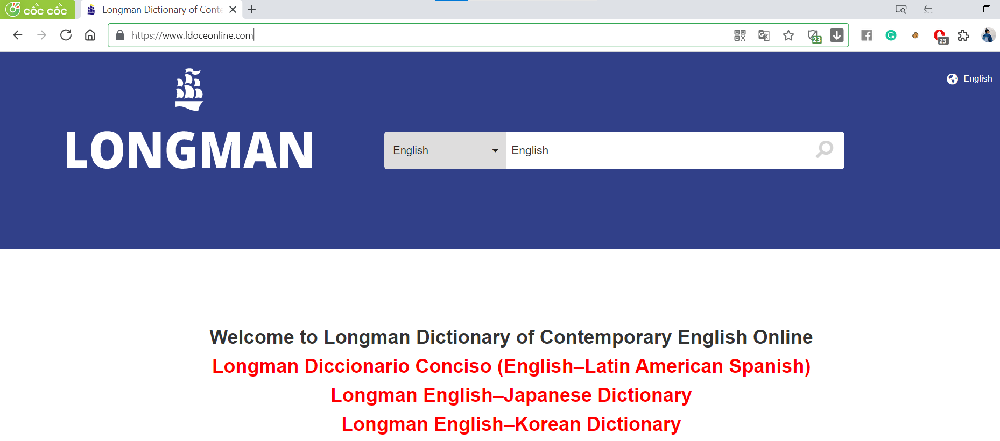 cốc cốc
Longman Dictionary of Conte
https://www.ldoceonline.com
23
23
English
LONGMAN
English
English
Welcome to Longman Dictionary of Contemporary English Online
Longman Diccionario Conciso (English–Latin American Spanish)
Longman English–Japanese Dictionary
Longman English–Korean Dictionary